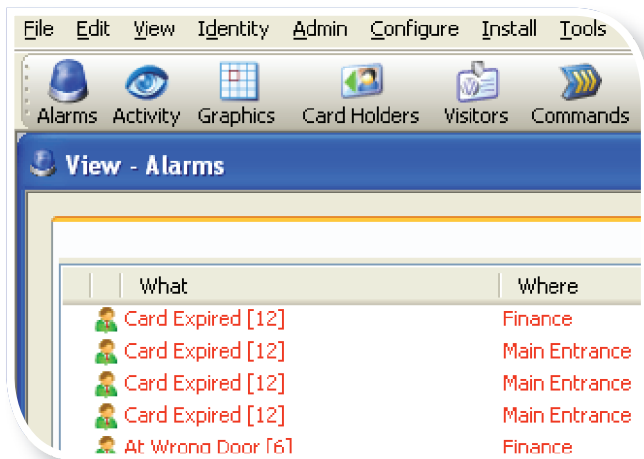 File Edit View Identity Admin Configure Install Tools
Alarms Activity Graphics Card Holders Visitors Commands
View - Alarms
What Where
Card Expired [12] Finance
Card Expired [12] Main Entrance
Card Expired [12] Main Entrance
Card Expired [12] Main Entrance
At Wrong Door [6] Finance